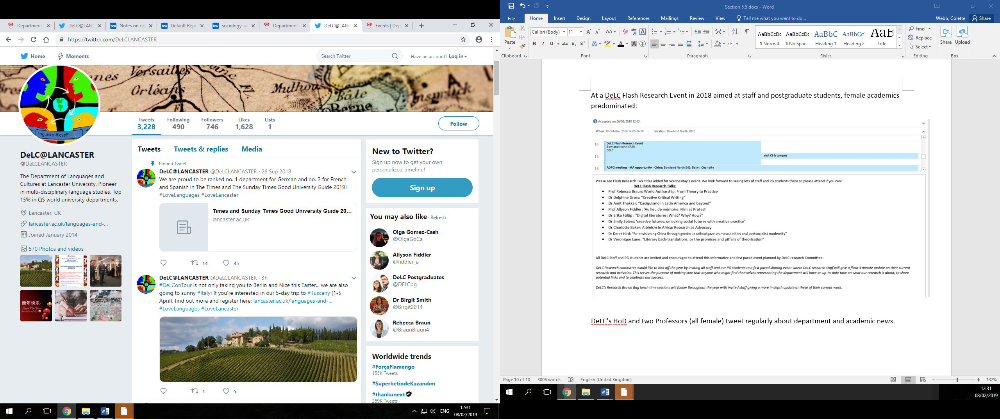 Department
DeLC@LANC
Notes on ob
Default Repo
sociology_ur
Department
DeLC@LANC
Events | Dep
https://twitter.com/DeLCLANCASTER
Home
Moments
Search Twitter
Have an account? Log in
Versailles
Orléans
Mulhou
Bâle
Berne
Tweets
3,228
Following
490
Followers
746
Likes
1,628
Lists
1
Follow
linguists #loveEU
DeLC@LANCASTER
@DeLCLANCASTER
The Department of Languages and
Cultures at Lancaster University. Pioneer
in multi-disciplinary language studies. Top
15% in QS world university departments.
Lancaster, UK
lancaster.ac.uk/languages-and-...
Joined January 2014
570 Photos and videos
新年快乐
Happy New Year
Tweets
Tweets & replies
Media
Pinned Tweet
DeLC@LANCASTER @DeLCLANCASTER · 26 Sep 2018
We are proud to be ranked no. 1 department for German and no. 2 for French
and Spanish in The Times and The Sunday Times Good University Guide 2019!
#LoveLanguages #LoveLancaster
Times and Sunday Times Good University Guide 20...
lancaster.ac.uk
14
45
DeLC@LANCASTER @DeLCLANCASTER · 3h
#DeLConTour is not only taking you to Berlin and Nice this Easter... we are also
going to sunny #Italy! If you're interested in our 5-day trip to #Tuscany (1-5
April), find out more and register here: lancaster.ac.uk/languages-and-...
#LoveLanguages #LoveLancaster
1
5
New to Twitter?
Sign up now to get your own
personalized timeline!
Sign up
You may also like · Refresh
Olga Gomez-Cash
@OlgaGoCa
Allyson Fiddler
@fiddler_a
DeLC Postgraduates
@DELCpg
Dr Birgit Smith
@Birgit2014
Rebecca Braun
@BraunBraun4
Worldwide trends
#ForçaFlamengo
155K Tweets
#SuperbetindeKazandım
#thankunext
259K Tweets
ENG
12:31
08/02/2019
Section 5.5.docx - Word
File
Home
Insert
Design
Layout
References
Mailings
Review
View
Tell me what you want to do...
Webb, Colette
Share
Paste
Clipboard
Calibri (Body)
11
Font
Paragraph
AaBbCcDc
¶ Normal
AaBbCcDc
¶ No Spac...
AaBbC
Heading 1
AaBbCcl
Heading 2
AaB
Title
Styles
Find
Replace
Select
Editing
Share
Upload
Box
At a DeLC Flash Research Event in 2018 aimed at staff and postgraduate students, female academics
predominated:
Accepted on 26/09/2018 12:13.
When 10 October 2018 14:00-16:00 Location Bowland North SR20
14
DeLC Flash Research Event
Bowland North SR20
DELC
15
visit CI & campus
16
ADPG meeting - MA opportunity - China; Bowland North B65; Baker, Charlotte
Please see Flash Research Talk titles added for Wednesday's event. We look forward to seeing lots of staff and PG students there so please attend if you can:
DeLC Flash Research Talks:
• Prof Rebecca Braun: World Authorship: From Theory to Practice
• Dr Delphine Grass: "Creative Critical Writing"
• Dr Amit Thakkar: "Caciquismo in Latin America and beyond"
• Prof Allyson Fiddler: 'Au lieu de mémoire: Film as Protest'
• Dr Erika Fülöp : "Digital literatures: What? Why? How?"
• Dr Emily Spiers: 'creative futures: unlocking social futures with creative practice'
• Dr Charlotte Baker: Albinism in Africa: Research as Advocacy
• Dr Derek Hird: "Re-envisioning China through gender: a critical gaze on masculinities and postsocialist modernity"
• Dr Véronique Lane: "Literary back-translations, or the promises and pitfalls of theorisation"
All DeLC Staff and PG students are invited and encouraged to attend this informative and fast paced event planned by DeLC research Committee:
DeLC Research committee would like to kick off the year by inviting all staff and our PG students to a fast paced sharing event where DeLC research staff will give a flash 3 minute update on their current
research and activities. This serves the purpose of making sure that anyone who might find themselves representing the department will have an up-to-date take on what our research is about, to share
potential links and to celebrate our success.
DeLC's Research Brown Bag lunch time sessions will follow throughout the year with invited staff giving a more in depth update at these of their current work.
DeLC's HoD and two Professors (all female) tweet regularly about department and academic news.
Page 10 of 10
3006 words
English (United Kingdom)
132%
12:31
08/02/2019